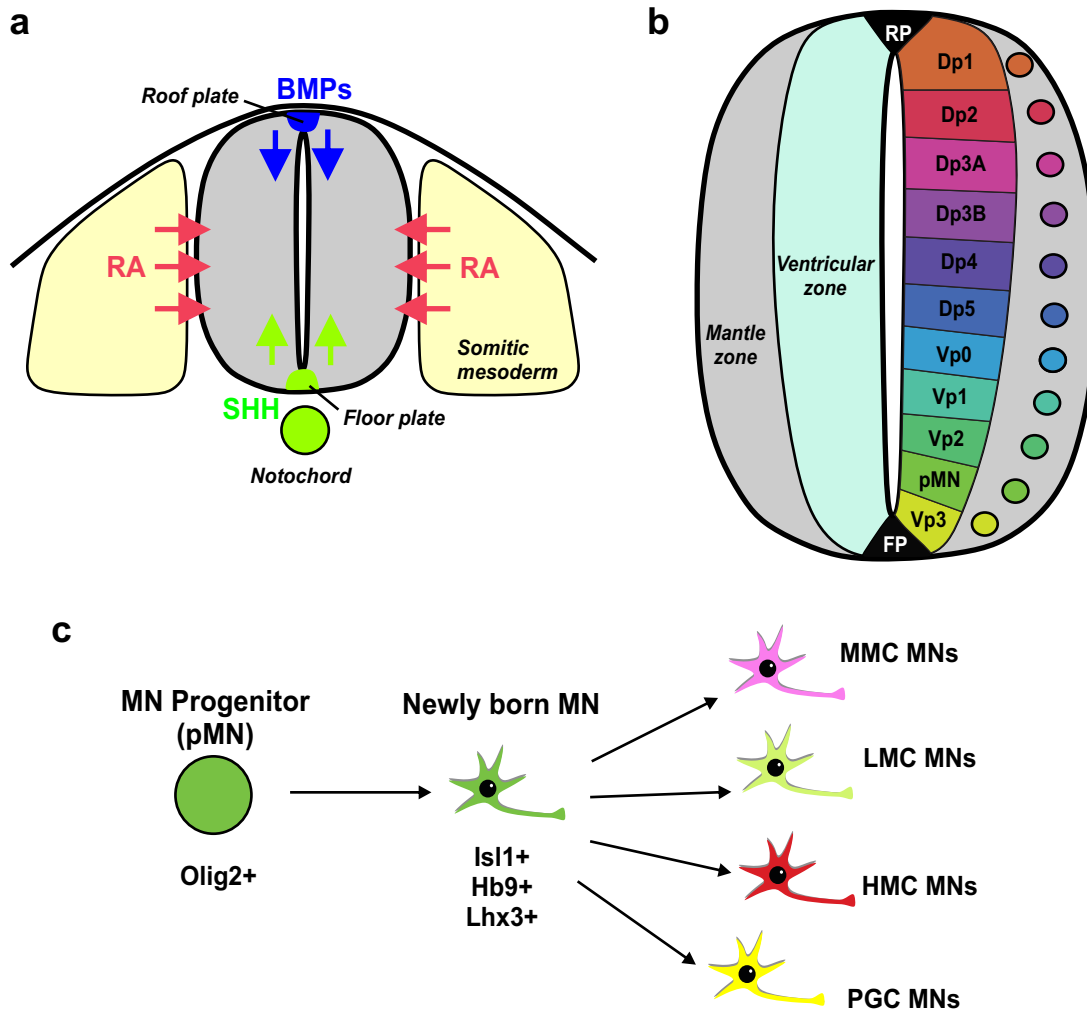 a
BMPs
Roof plate
RA
RA
Somitic
mesoderm
SHH
Floor plate
Notochord
b
RP
Dp1
Dp2
Dp3A
Dp3B
Dp4
Dp5
Vp0
Vp1
Vp2
pMN
Vp3
FP
Ventricular
zone
Mantle
zone
c
MN Progenitor
(pMN)
Olig2+
Newly born MN
Isl1+
Hb9+
Lhx3+
MMC MNs
LMC MNs
HMC MNs
PGC MNs